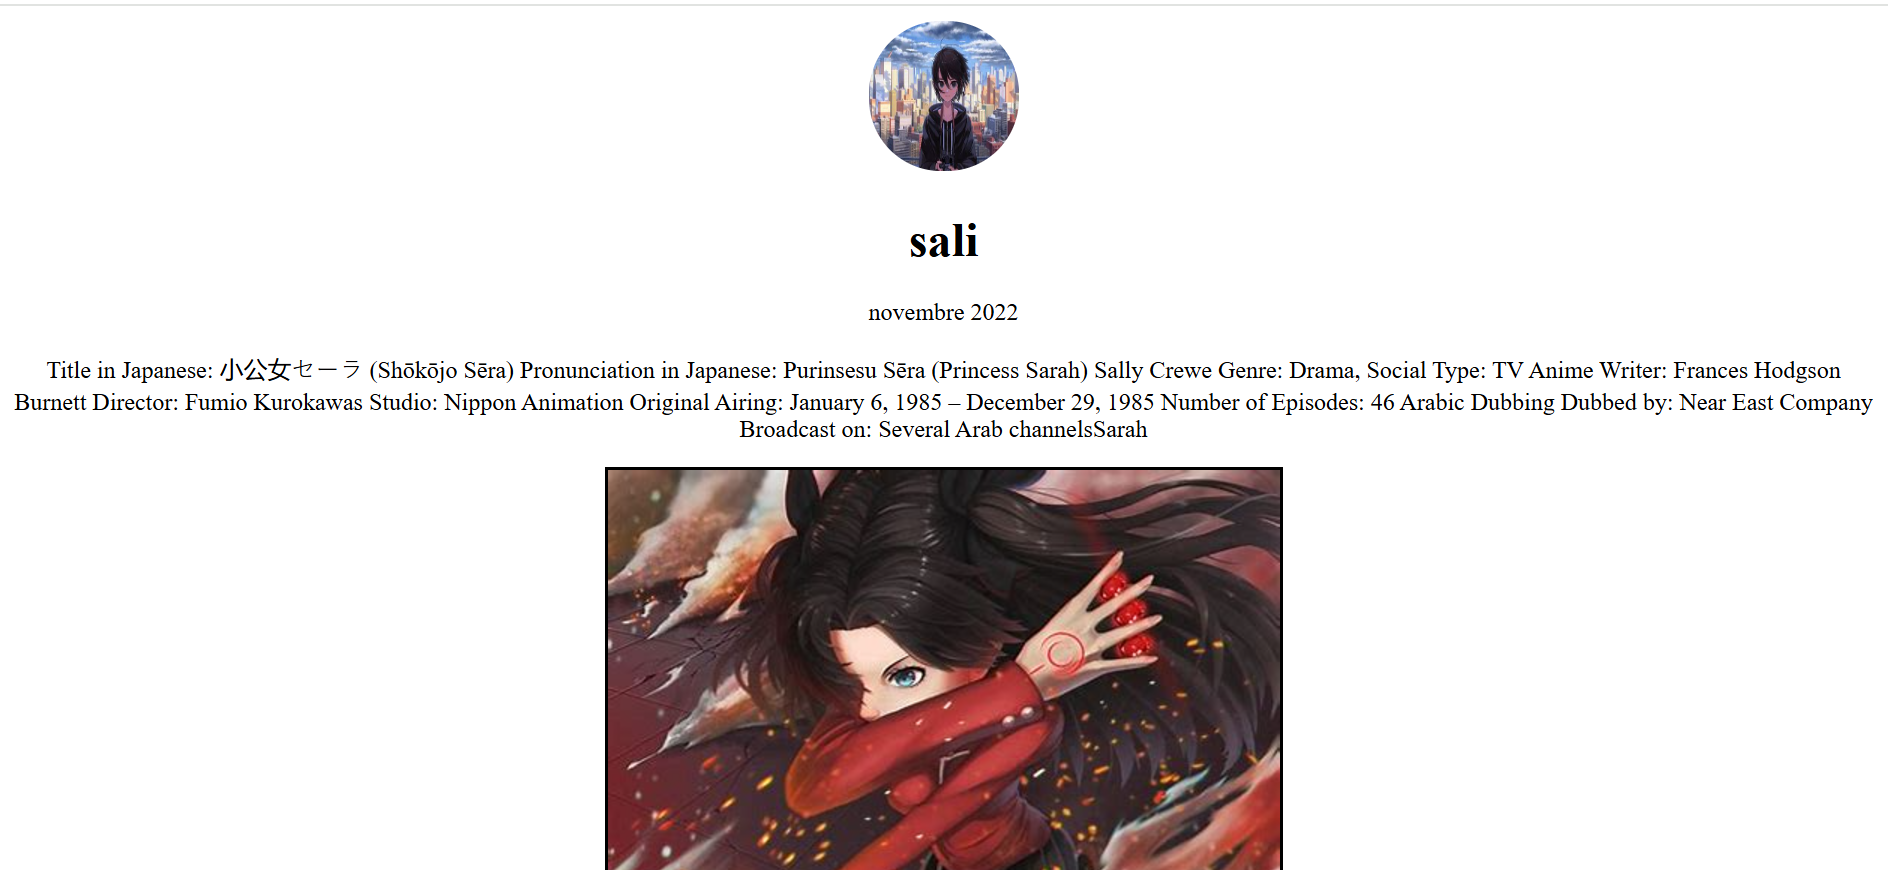 sali
novembre 2022
Title in Japanese: 小公女セーラ (Shōkōjo Sēra) Pronunciation in Japanese: Purinsesu Sēra (Princess Sarah) Sally Crewe Genre: Drama, Social Type: TV Anime Writer: Frances Hodgson
Burnett Director: Fumio Kurokawas Studio: Nippon Animation Original Airing: January 6, 1985 – December 29, 1985 Number of Episodes: 46 Arabic Dubbing Dubbed by: Near East Company
Broadcast on: Several Arab channelsSarah